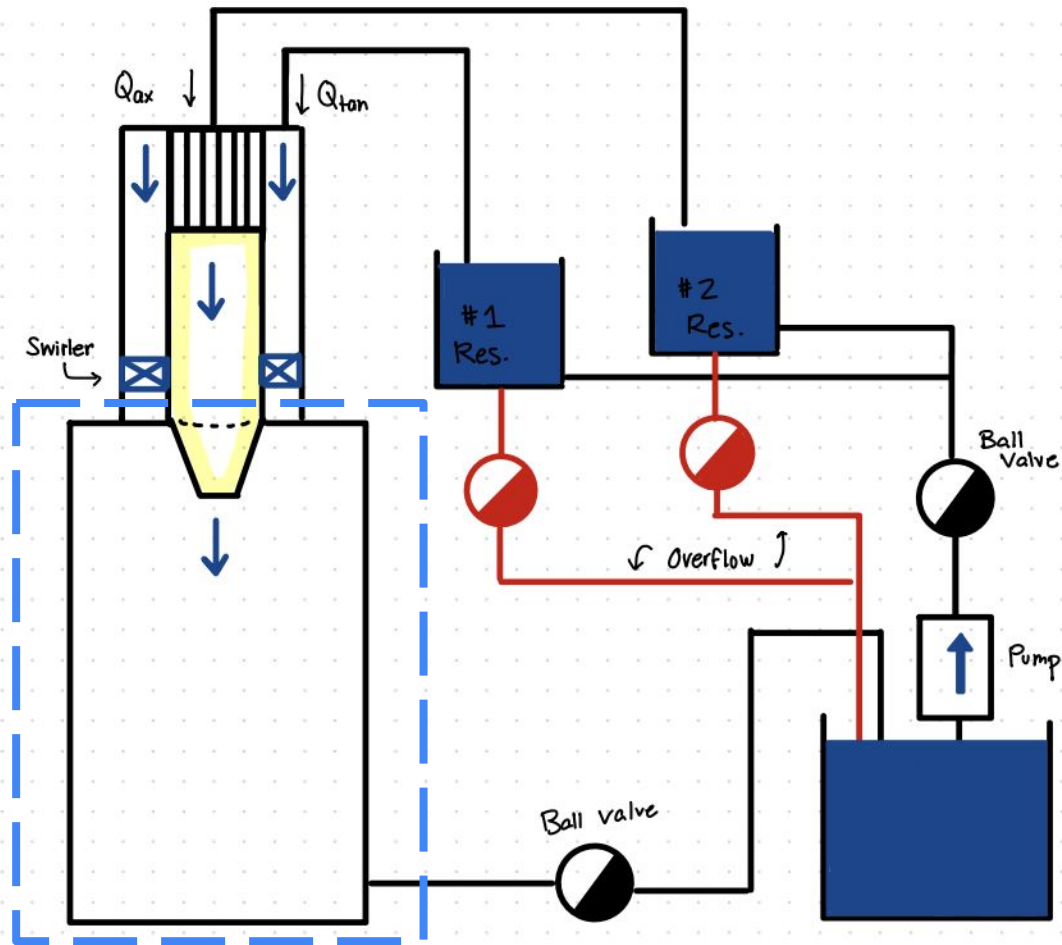 Qax
Qtan
Swirler
#1
Res.
#2
Res.
Ball
valve
Overflow
Pump
Ball valve